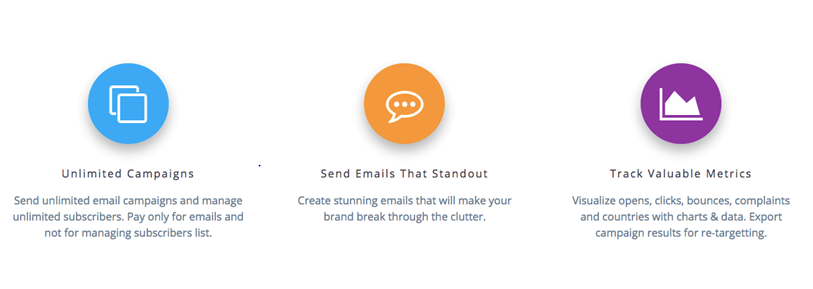 Unlimited Campaigns
Send unlimited email campaigns and manage
unlimited subscribers. Pay only for emails and
not for managing subscribers list.
Send Emails That Standout
Create stunning emails that will make your
brand break through the clutter.
Track Valuable Metrics
Visualize opens, clicks, bounces, complaints
and countries with charts & data. Export
campaign results for re-targetting.